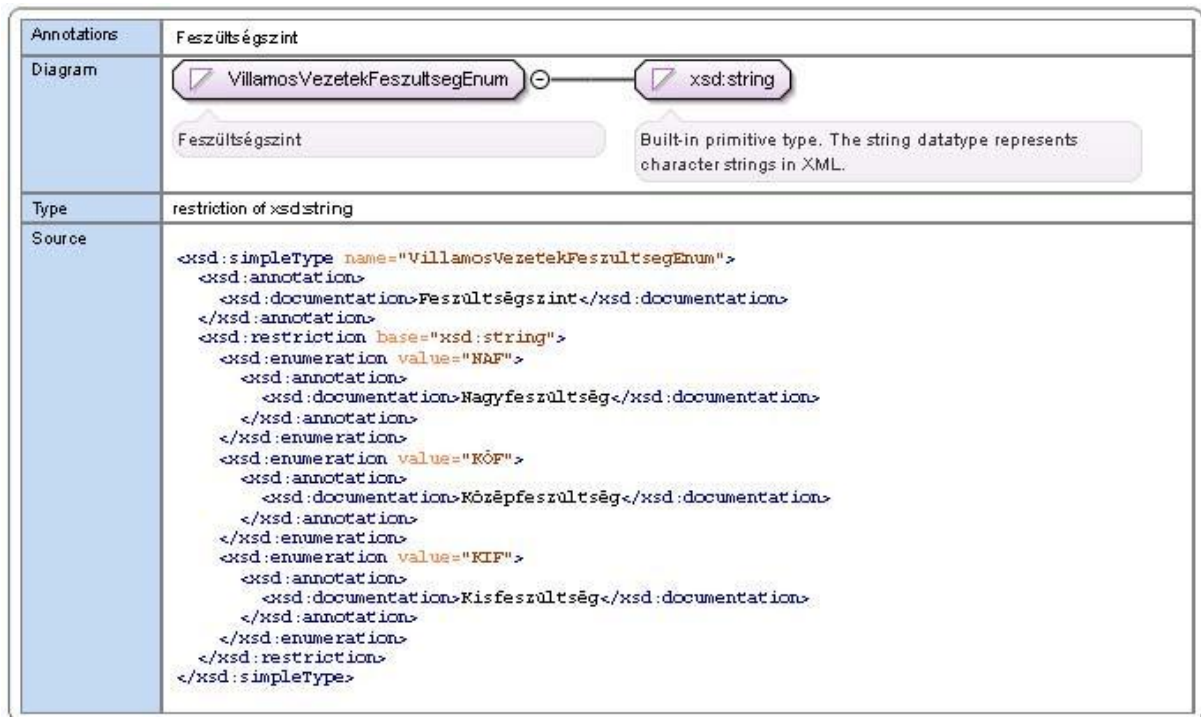 Annotations
Feszültségszint
Diagram
VillamosVezetekFeszultsegEnum
xsd:string
Feszültségszint
Built-in primitive type. The string datatype represents
character strings in XML.
Type
restriction of xsd:string
Source
<xsd:simpleType name="VillamosVezetekFeszultsegEnum">
<xsd:annotation>
<xsd:documentation>Feszültségszint</xsd:documentation>
</xsd:annotation>
<xsd:restriction base="xsd:string">
<xsd:enumeration value="NAF">
<xsd:annotation>
<xsd:documentation>Nagyfeszültség</xsd:documentation>
</xsd:annotation>
</xsd:enumeration>
<xsd:enumeration value="KÖF">
<xsd:annotation>
<xsd:documentation>Középfeszültség</xsd:documentation>
</xsd:annotation>
</xsd:enumeration>
<xsd:enumeration value="KIF">
<xsd:annotation>
<xsd:documentation>Kisfeszültség</xsd:documentation>
</xsd:annotation>
</xsd:enumeration>
</xsd:restriction>
</xsd:simpleType>